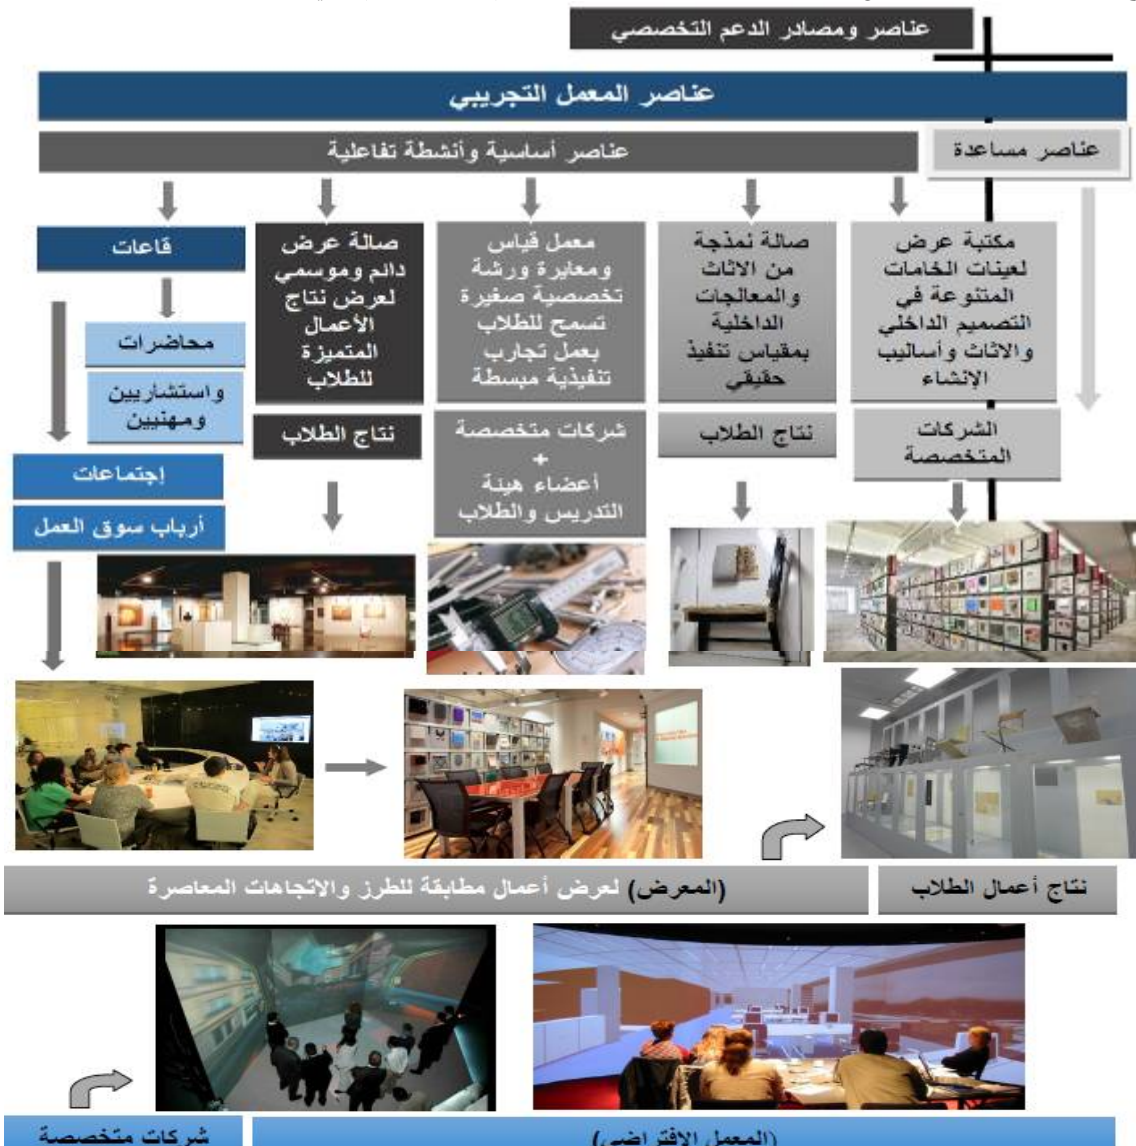 عناصر ومصادر الدعم التخصصي
عناصر المعمل التجريبي
عناصر مساعدة
عناصر أساسية وأنشطة تفاعلية
مكتبة عرض
لعينات الخامات
المتنوعة في
التصميم الداخلي
والاثاث وأساليب
الإنشاء
الشركات
المتخصصة
صالة نمذجة
من الاثاث
والمعالجات
الداخلية
بمقياس تنفيذ
حقيقي
نتاج الطلاب
معمل قياس
ومعايرة ورشة
تخصصية صغيرة
تسمح للطلاب
بعمل تجارب
تنفيذية مبسطة
شركات متخصصة
+
أعضاء هيئة
التدريس والطلاب
صالة عرض
دائم وموسمي
لعرض نتاج
الأعمال
المتميزة
للطلاب
نتاج الطلاب
قاعات
محاضرات
واستشاريين
ومهنيين
إجتماعات
أرباب سوق العمل
نتاج أعمال الطلاب
(المعرض) لعرض أعمال مطابقة للطرز والاتجاهات المعاصرة
(المعمل الافتراضي)
شركات متخصصة